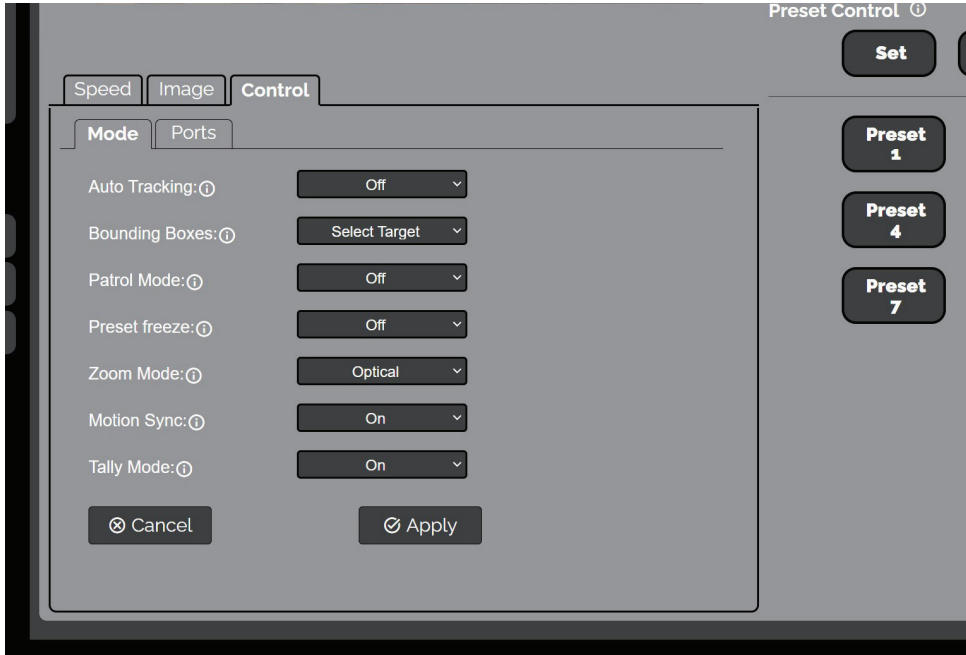 Preset Control
Set
Speed Image Control
Mode Ports
Auto Tracking: Off
Bounding Boxes: Select Target
Patrol Mode: Off
Preset freeze: Off
Zoom Mode: Optical
Motion Sync: On
Tally Mode: On
Cancel Apply
Preset
1
Preset
4
Preset
7